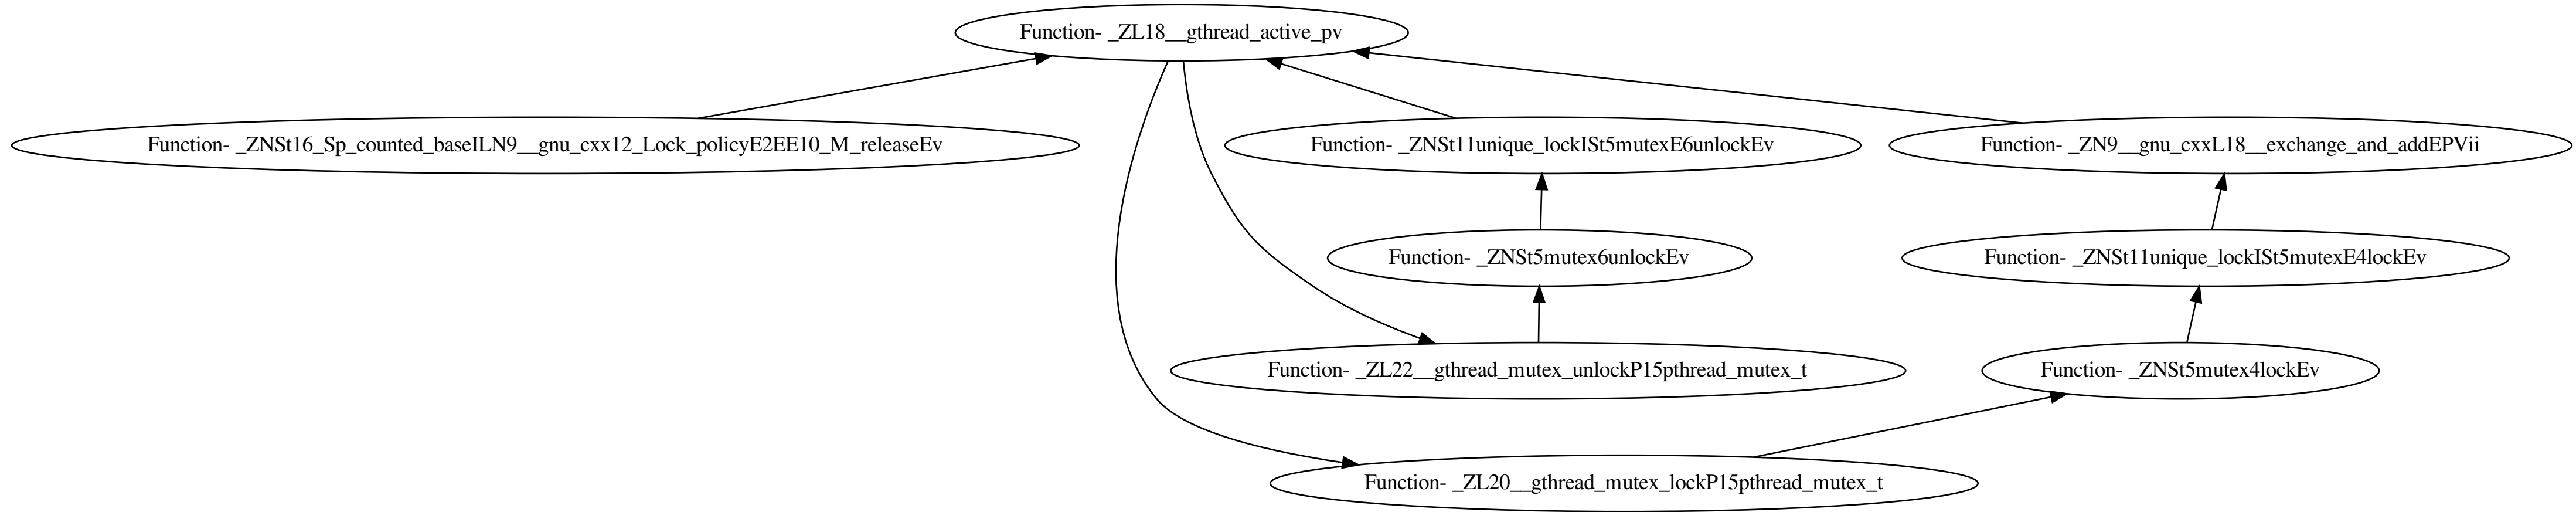 Function- _ZL18__gthread_active_pv
Function- _ZNSt16_Sp_counted_baseILN9__gnu_cxx12_Lock_policyE2EE10_M_releaseEv
Function- _ZNSt11unique_lockISt5mutexE6unlockEv
Function- _ZN9__gnu_cxxL18__exchange_and_addEPVii
Function- _ZNSt5mutex6unlockEv
Function- _ZNSt11unique_lockISt5mutexE4lockEv
Function- _ZL22__gthread_mutex_unlockP15pthread_mutex_t
Function- _ZNSt5mutex4lockEv
Function- _ZL20__gthread_mutex_lockP15pthread_mutex_t